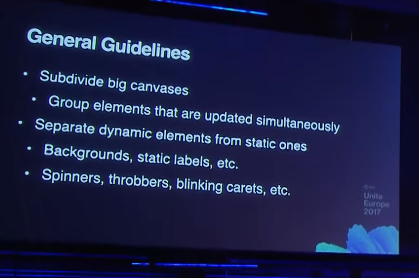 General Guidelines
• Subdivide big canvases
• Group elements that are updated simultaneously
• Separate dynamic elements from static ones
• Backgrounds, static labels, etc.
• Spinners, throbbers, blinking carets, etc.
Unite
Europe
2017